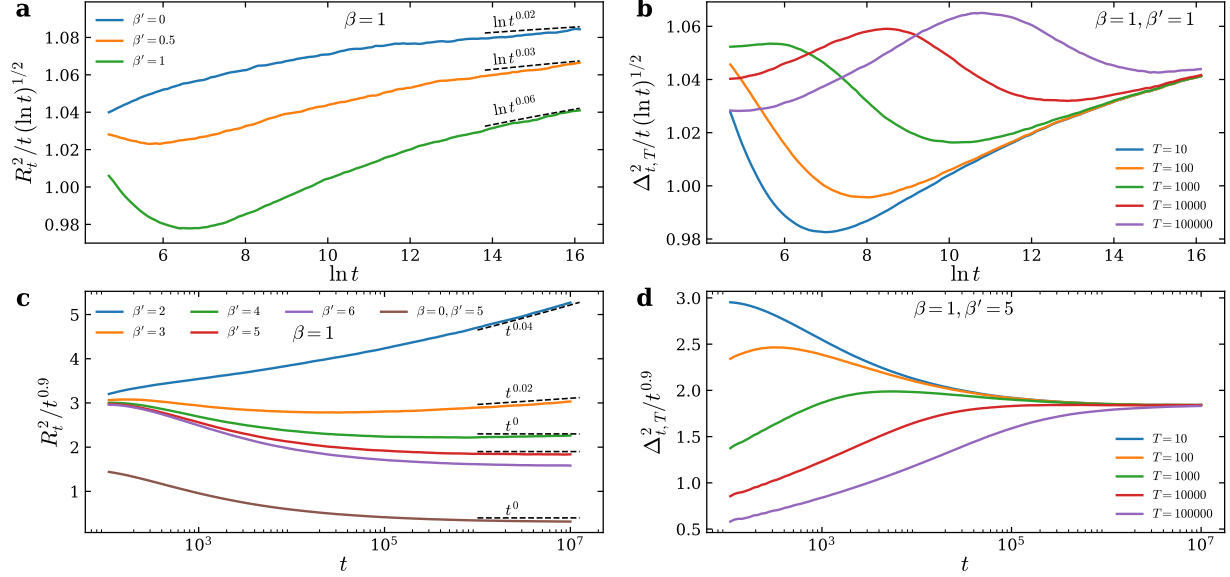 a
β = 1
β′ = 0
β′ = 0.5
β′ = 1
ln t^0.02
ln t^0.03
ln t^0.06
R_t^2/t (ln t)^1/2
1.08
1.06
1.04
1.02
1.00
0.98
6
8
10
12
14
16
ln t
b
β = 1, β′ = 1
Δ_t,T^2/t (ln t)^1/2
1.06
1.04
1.02
1.00
0.98
T = 10
T = 100
T = 1000
T = 10000
T = 100000
6
8
10
12
14
16
ln t
c
β′ = 2
β′ = 4
β′ = 6
β = 0, β′ = 5
β′ = 3
β′ = 5
β = 1
t^0.04
t^0.02
t^0
t^0
R_t^2/t^0.9
5
4
3
2
1
10^3
10^5
10^7
t
d
β = 1, β′ = 5
Δ_t,T^2/t^0.9
3.0
2.5
2.0
1.5
1.0
0.5
T = 10
T = 100
T = 1000
T = 10000
T = 100000
10^3
10^5
10^7
t